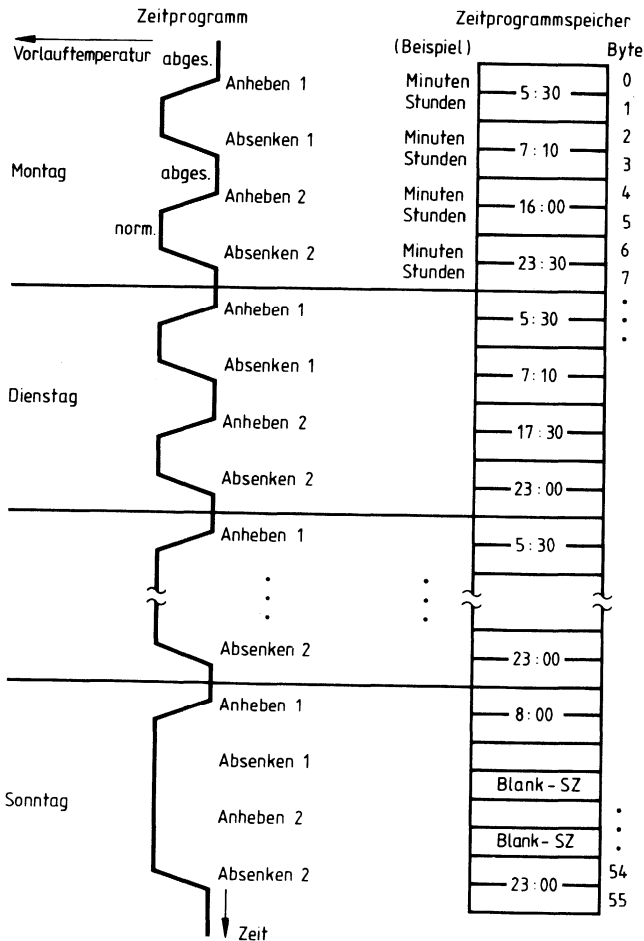 Zeitprogramm
Zeitprogrammspeicher
Vorlauftemperatur
abges.
(Beispiel)
Byte
Anheben 1
Minuten
Stunden
5:30
0
1
Absenken 1
Minuten
Stunden
7:10
2
3
Montag
abges.
Anheben 2
Minuten
Stunden
16:00
4
5
norm.
Absenken 2
Minuten
Stunden
23:30
6
7
Anheben 1
5:30
Absenken 1
7:10
Dienstag
Anheben 2
17:30
Absenken 2
23:00
Anheben 1
5:30
Absenken 2
23:00
Anheben 1
8:00
Absenken 1
Blank-SZ
Sonntag
Anheben 2
Blank-SZ
Absenken 2
23:00
54
55
Zeit